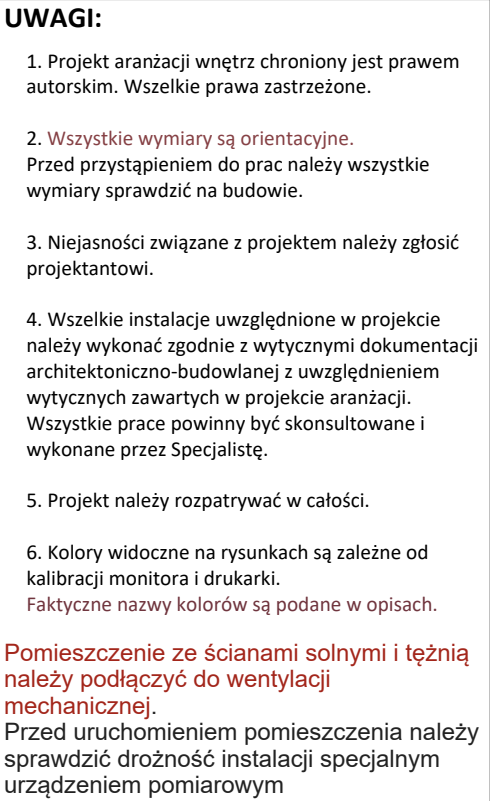 UWAGI:
1. Projekt aranżacji wnętrz chroniony jest prawem
autorskim. Wszelkie prawa zastrzeżone.
2. Wszystkie wymiary są orientacyjne.
Przed przystąpieniem do prac należy wszystkie
wymiary sprawdzić na budowie.
3. Niejasności związane z projektem należy zgłosić
projektantowi.
4. Wszelkie instalacje uwzględnione w projekcie
należy wykonać zgodnie z wytycznymi dokumentacji
architektoniczno-budowlanej z uwzględnieniem
wytycznych zawartych w projekcie aranżacji.
Wszystkie prace powinny być skonsultowane i
wykonane przez Specjalistę.
5. Projekt należy rozpatrywać w całości.
6. Kolory widoczne na rysunkach są zależne od
kalibracji monitora i drukarki.
Faktyczne nazwy kolorów są podane w opisach.
Pomieszczenie ze ścianami solnymi i tężnią
należy podłączyć do wentylacji
mechanicznej.
Przed uruchomieniem pomieszczenia należy
sprawdzić drożność instalacji specjalnym
urządzeniem pomiarowym